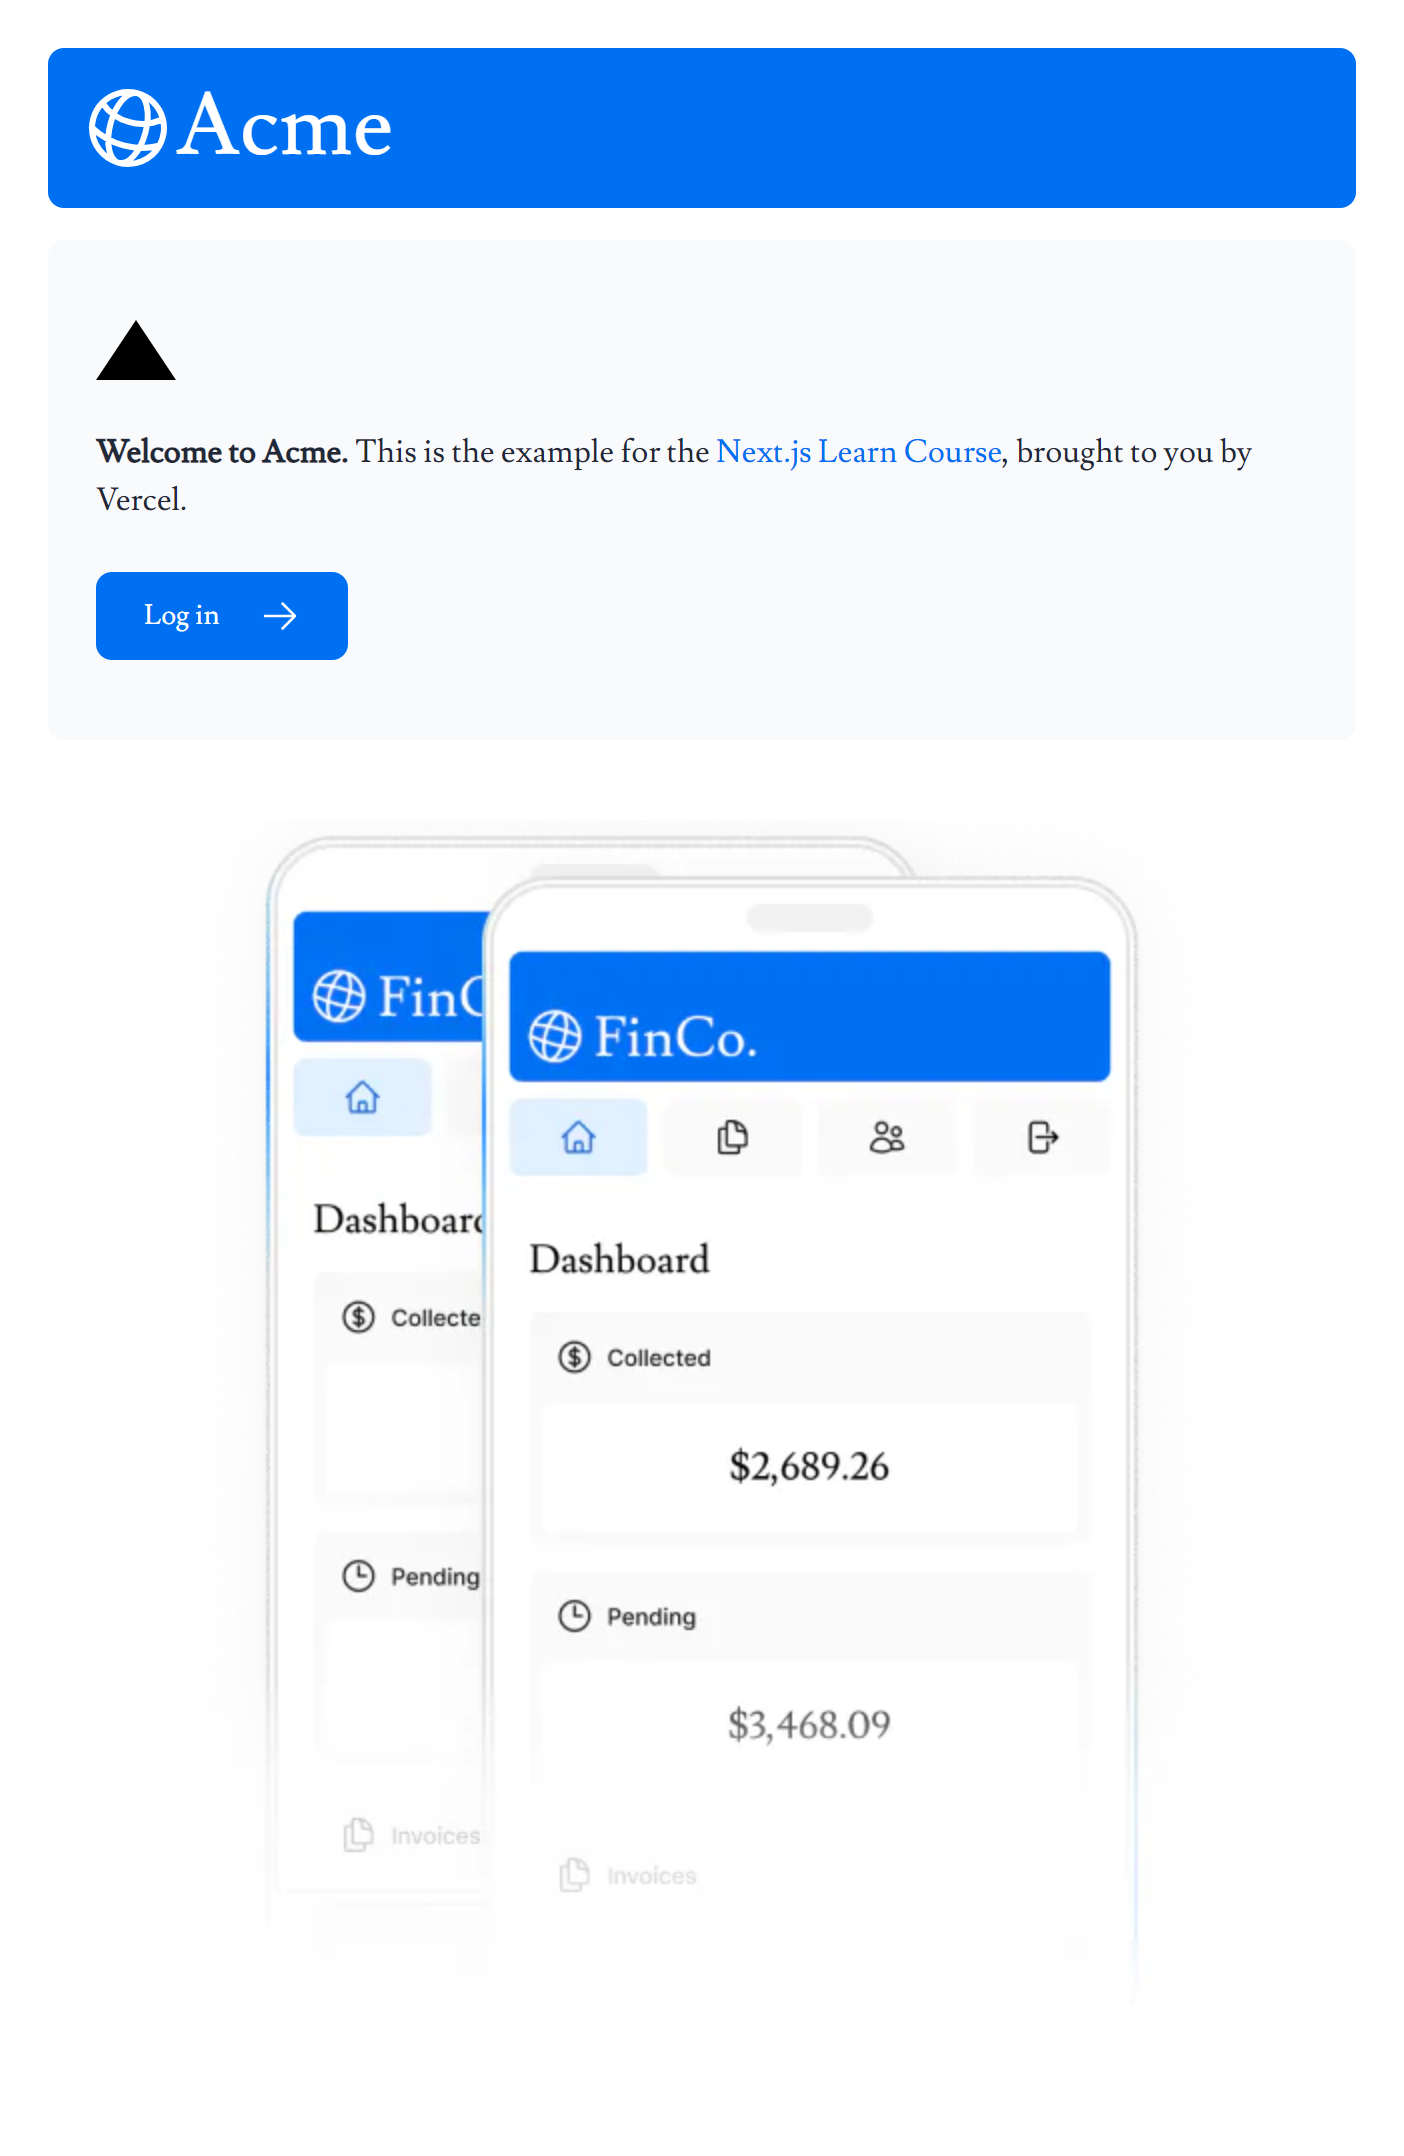 Acme
Welcome to Acme. This is the example for the Next.js Learn Course, brought to you by
Vercel.
Log in
FinC
Dashboard
Collecte
Pending
Invoices
FinCo.
Dashboard
Collected
$2,689.26
Pending
$3,468.09
Invoices